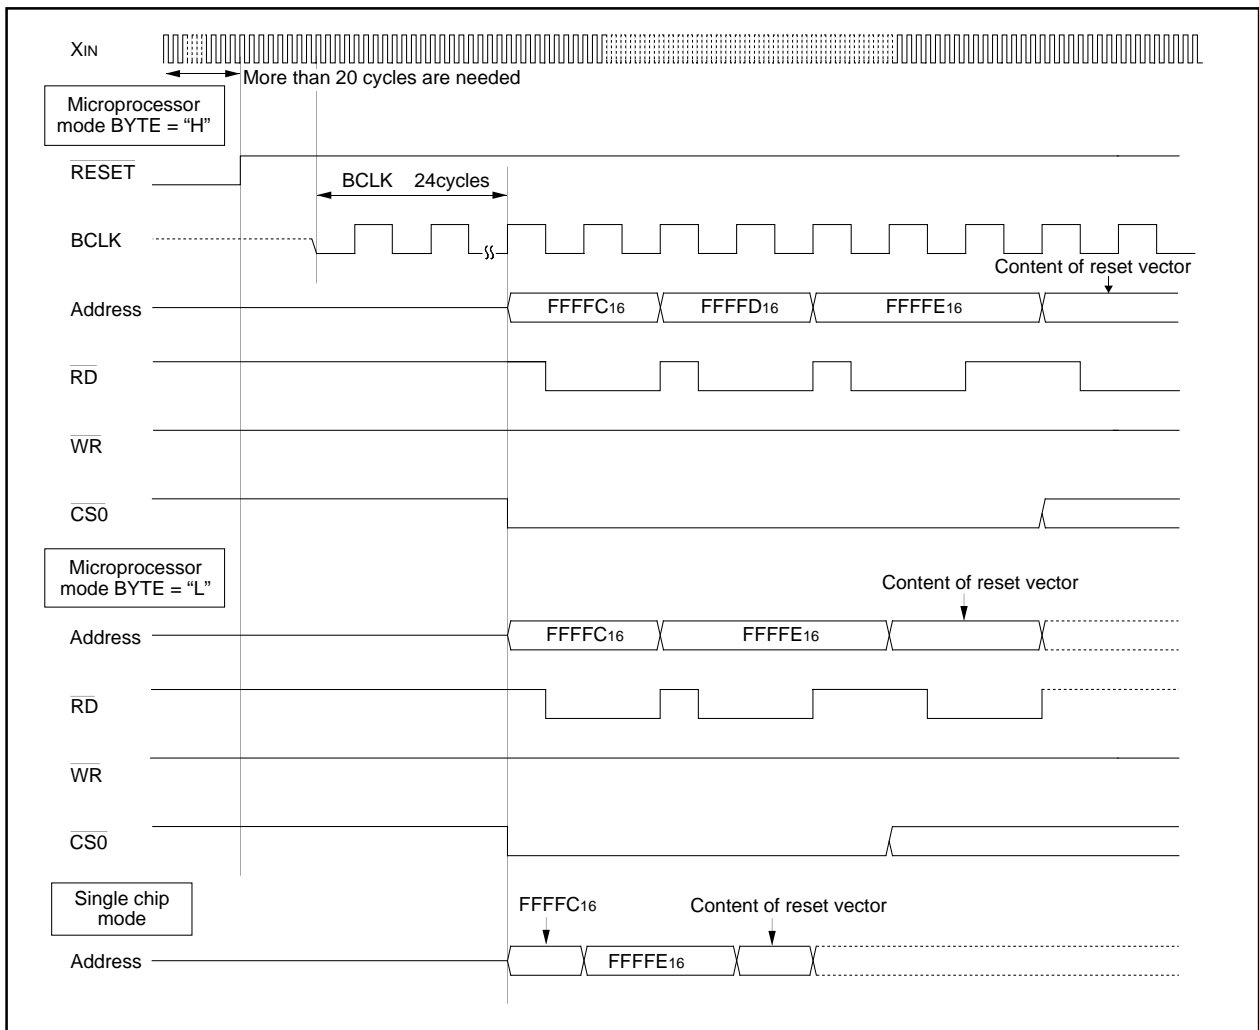 XIN
More than 20 cycles are needed
Microprocessor
mode BYTE = “H”
RESET
BCLK 24cycles
BCLK
Content of reset vector
Address
FFFFC16
FFFFD16
FFFFE16
RD
WR
CS0
Microprocessor
mode BYTE = “L”
Content of reset vector
Address
FFFFC16
FFFFE16
RD
WR
CS0
Single chip
mode
FFFFC16
Content of reset vector
Address
FFFFE16